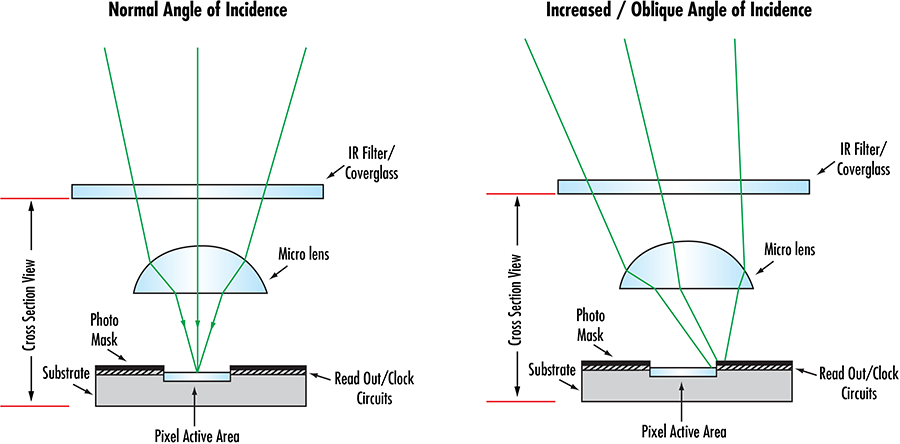 Normal Angle of Incidence
IR Filter/
Coverglass
Micro lens
Cross Section View
Photo
Mask
Substrate
Read Out/Clock
Circuits
Pixel Active Area
Increased / Oblique Angle of Incidence
IR Filter/
Coverglass
Micro lens
Cross Section View
Photo
Mask
Substrate
Read Out/Clock
Circuits
Pixel Active Area